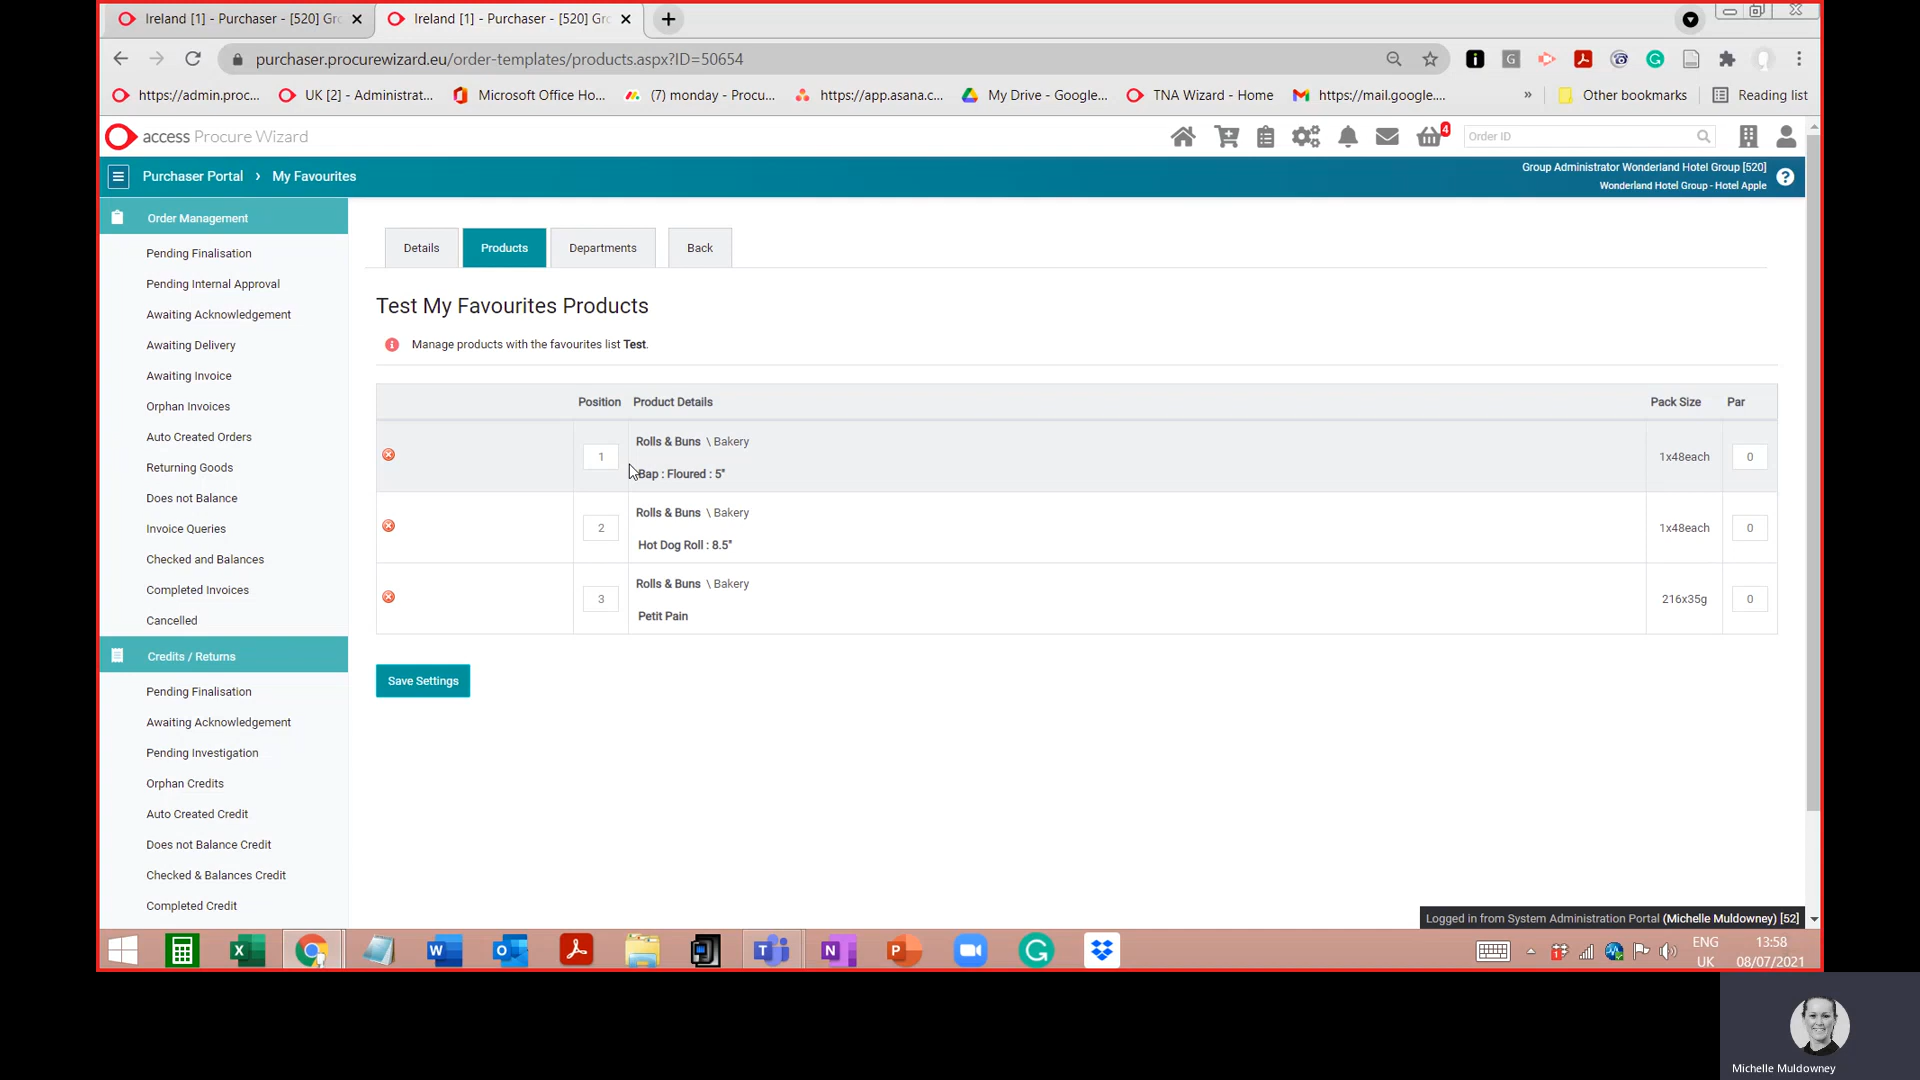 Ireland [1] - Purchaser - [520] Gr
Ireland [1] - Purchaser - [520] Gr
purchaser.procurewizard.eu/order-templates/products.aspx?ID=50654
https://admin.proc...
UK [2] - Administrat...
Microsoft Office Ho...
(7) monday - Procu...
https://app.asana.c...
My Drive - Google...
TNA Wizard - Home
https://mail.google....
»
Other bookmarks
Reading list
access Procure Wizard
4
Order ID
Purchaser Portal › My Favourites
Group Administrator Wonderland Hotel Group [520]
Wonderland Hotel Group - Hotel Apple
Order Management
Pending Finalisation
Pending Internal Approval
Awaiting Acknowledgement
Awaiting Delivery
Awaiting Invoice
Orphan Invoices
Auto Created Orders
Returning Goods
Does not Balance
Invoice Queries
Checked and Balances
Completed Invoices
Cancelled
Credits / Returns
Pending Finalisation
Awaiting Acknowledgement
Pending Investigation
Orphan Credits
Auto Created Credit
Does not Balance Credit
Checked & Balances Credit
Completed Credit
Details
Products
Departments
Back
Test My Favourites Products
Manage products with the favourites list Test.
Position Product Details Pack Size Par
Rolls & Buns \ Bakery
1 1x48each 0
Bap : Floured : 5"
Rolls & Buns \ Bakery
2 1x48each 0
Hot Dog Roll : 8.5"
Rolls & Buns \ Bakery
3 216x35g 0
Petit Pain
Save Settings
Logged in from System Administration Portal (Michelle Muldowney) [52]
ENG
UK
13:58
08/07/2021
Michelle Muldowney